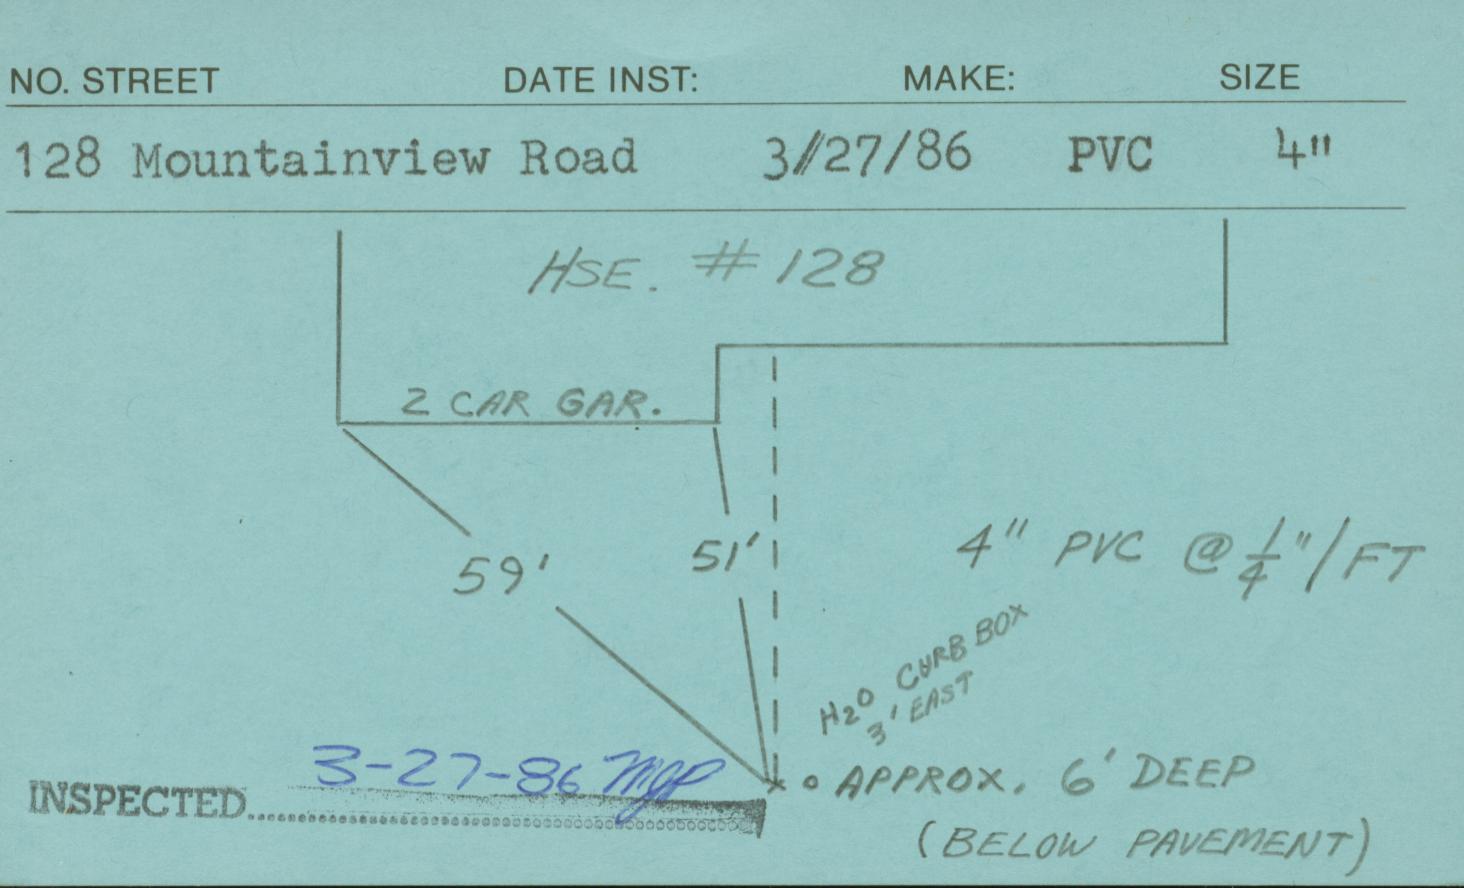 NO. STREET DATE INST: MAKE: SIZE
128 Mountainview Road 3/27/86 PVC 4"
HSE. # 128
2 CAR GAR.
59' 51' 4" PVC @ 1/4"/FT
H2O CURB BOX
3' EAST
3-27-86 MGP
INSPECTED
APPROX. 6' DEEP
(BELOW PAVEMENT)